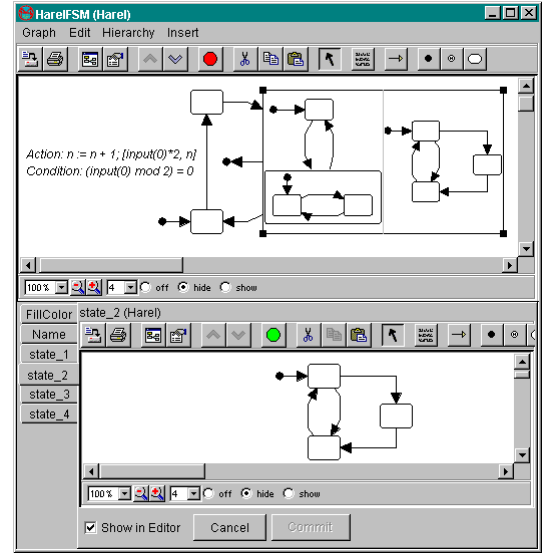 HarelFSM (Harel)
Graph Edit Hierarchy Insert
Action: n := n + 1; [input(0)*2, n]
Condition: (input(0) mod 2) = 0
100% 4 off hide show
FillColor state_2 (Harel)
Name
state_1
state_2
state_3
state_4
100% 4 off hide show
Show in Editor Cancel Commit